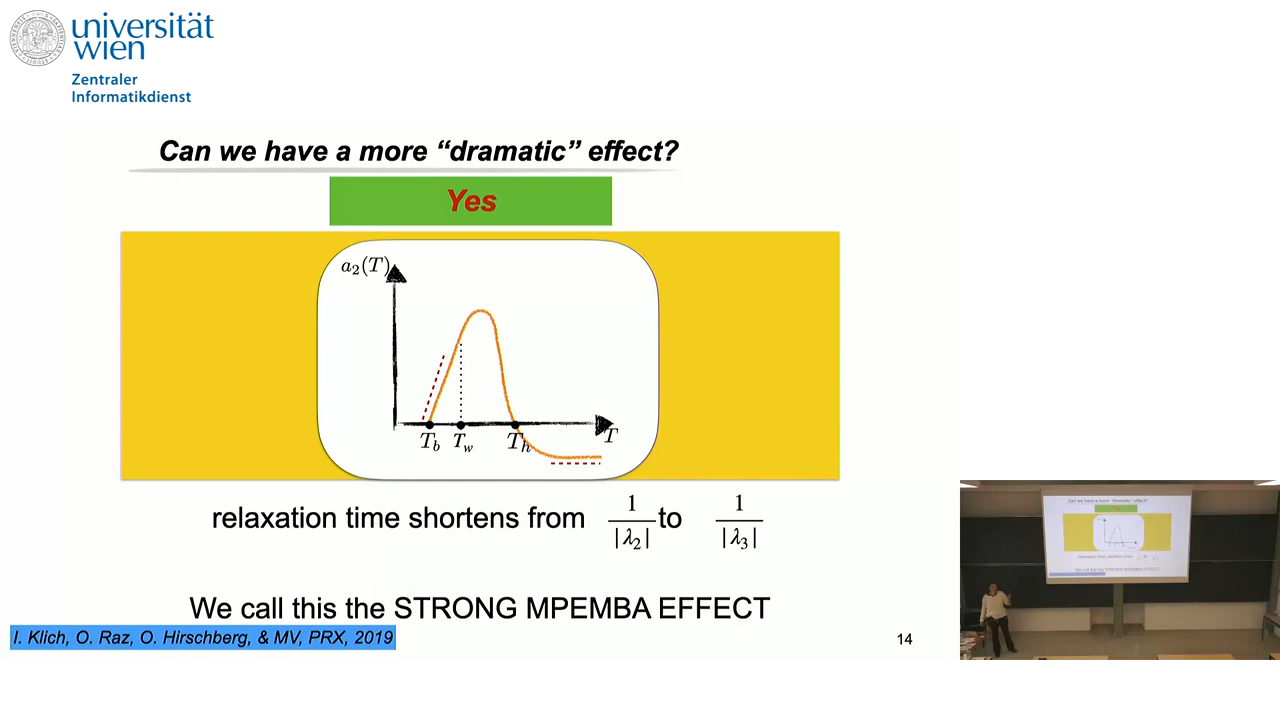 universität
wien
Zentraler
Informatikdienst
Can we have a more “dramatic” effect?
Yes
a₂(T)
T_b T_w T_h T
relaxation time shortens from 1/|λ₂| to 1/|λ₃|
We call this the STRONG MPEMBA EFFECT
I. Klich, O. Raz, O. Hirschberg, & MV, PRX, 2019
14